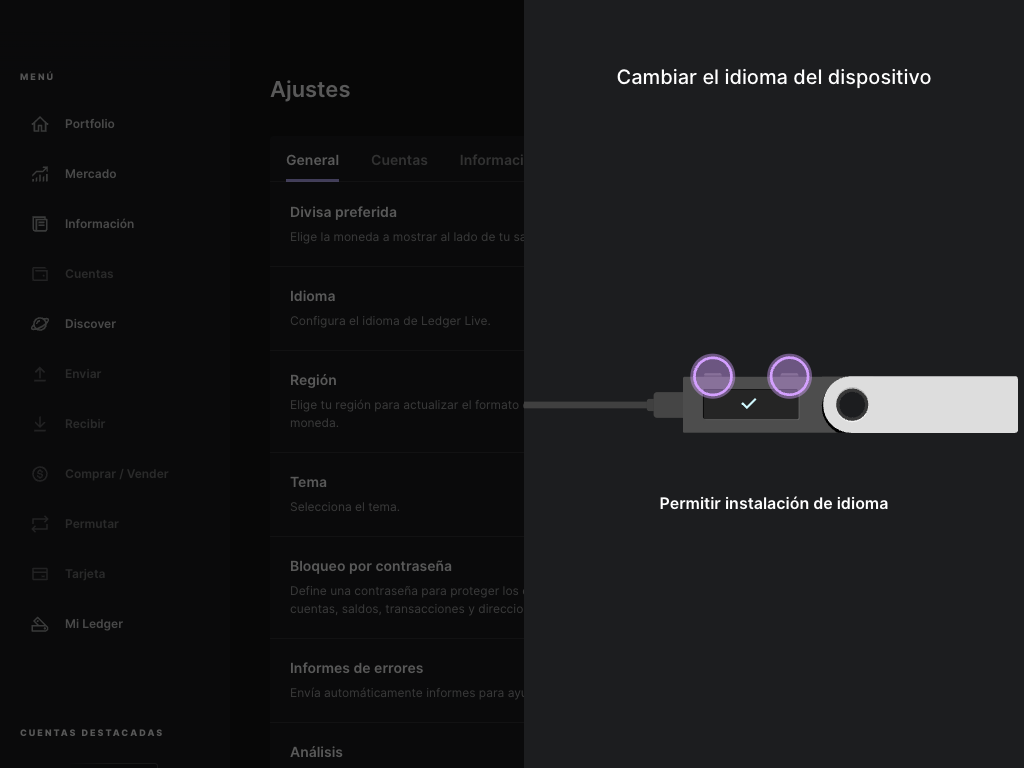 MENÚ
Portfolio
Mercado
Información
Cuentas
Discover
Enviar
Recibir
Comprar / Vender
Permutar
Tarjeta
Mi Ledger
CUENTAS DESTACADAS
Ajustes
General Cuentas
Divisa preferida
Elige la moneda a mostrar al lado de tu
Idioma
Configura el idioma de Ledger Live.
Región
Elige tu región para actualizar el formato
moneda.
Tema
Selecciona el tema.
Bloqueo por contraseña
Define una contraseña para proteger los
cuentas, saldos, transacciones y
Informes de errores
Envía automáticamente informes para
Análisis
Cambiar el idioma del dispositivo
Permitir instalación de idioma